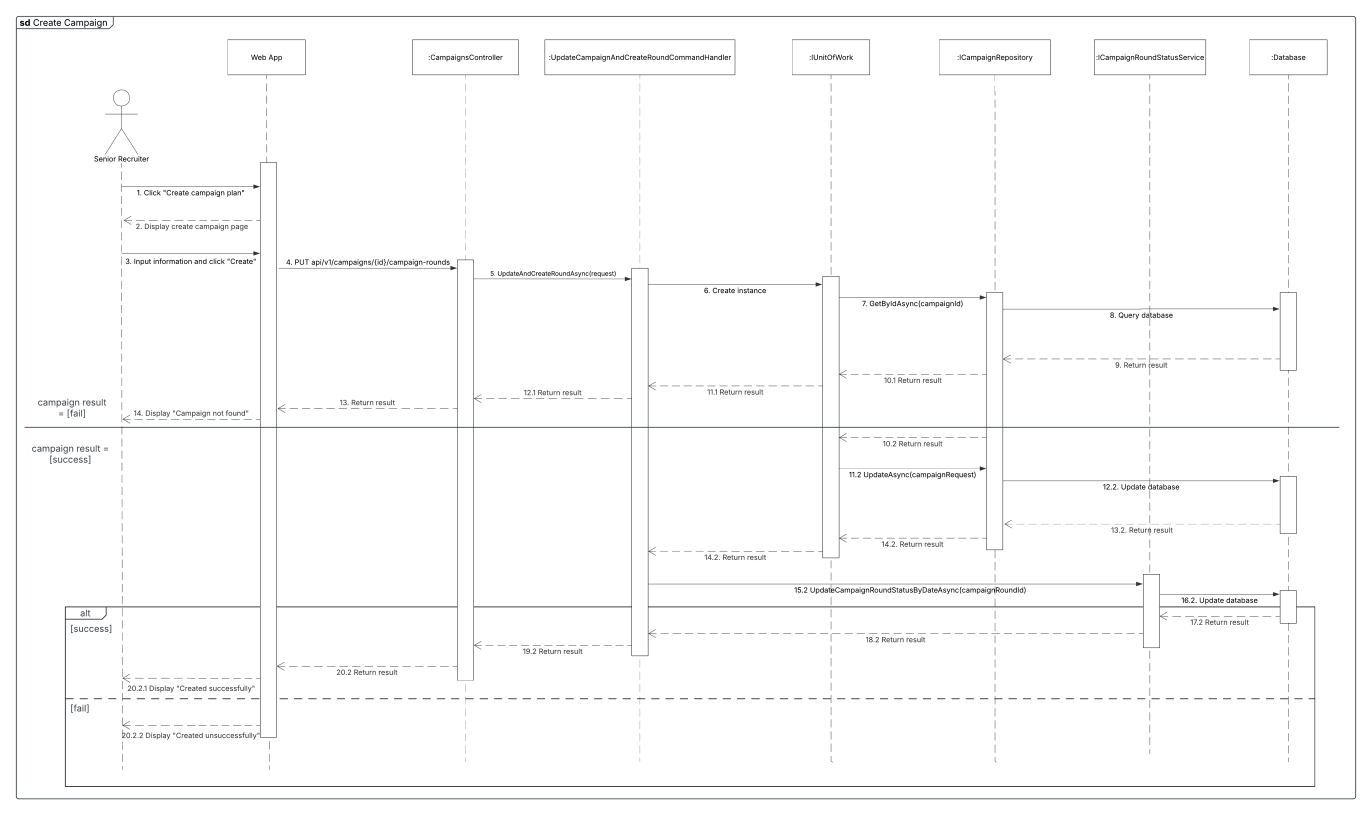 sd Create Campaign
Web App
:CampaignsController
:UpdateCampaignAndCreateRoundCommandHandler
:IUnitOfWork
:ICampaignRepository
:ICampaignRoundStatusService
:Database
Senior Recruiter
1. Click "Create campaign plan"
2. Display create campaign page
3. Input information and click "Create"
4. PUT api/v1/campaigns/{id}/campaign-rounds
5. UpdateAndCreateRoundAsync(request)
6. Create instance
7. GetByIdAsync(campaignId)
8. Query database
9. Return result
10.1 Return result
11.1 Return result
12.1 Return result
13. Return result
campaign result
= [fail]
14. Display "Campaign not found"
campaign result =
[success]
10.2 Return result
11.2 UpdateAsync(campaignRequest)
12.2. Update database
13.2. Return result
14.2. Return result
14.2. Return result
15.2 UpdateCampaignRoundStatusByDateAsync(campaignRoundId)
16.2. Update database
alt
[success]
17.2 Return result
18.2 Return result
19.2 Return result
20.2 Return result
20.2.1 Display "Created successfully"
[fail]
20.2.2 Display "Created unsuccessfully"